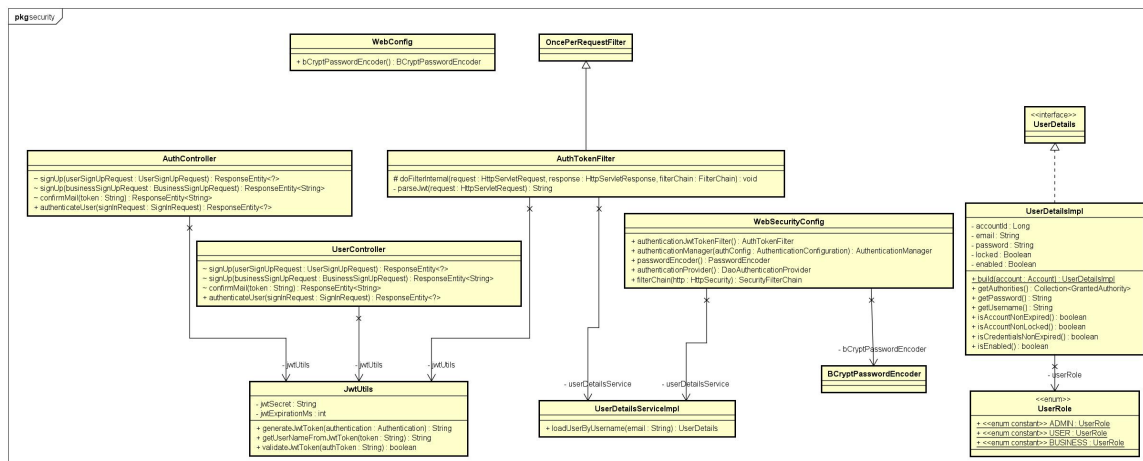 pkg security
WebConfig
+ bCryptPasswordEncoder() : BCryptPasswordEncoder
OncePerRequestFilter
<<interface>>
UserDetails
AuthController
~ signUp(userSignUpRequest : UserSignUpRequest) : ResponseEntity<?>
~ signUp(businessSignUpRequest : BusinessSignUpRequest) : ResponseEntity<String>
~ confirmMail(token : String) : ResponseEntity<String>
+ authenticateUser(signInRequest : SignInRequest) : ResponseEntity<?>
AuthTokenFilter
# doFilterInternal(request : HttpServletRequest, response : HttpServletResponse, filterChain : FilterChain) : void
- parseJwt(request : HttpServletRequest) : String
UserController
~ signUp(userSignUpRequest : UserSignUpRequest) : ResponseEntity<?>
~ signUp(businessSignUpRequest : BusinessSignUpRequest) : ResponseEntity<String>
~ confirmMail(token : String) : ResponseEntity<String>
+ authenticateUser(signInRequest : SignInRequest) : ResponseEntity<?>
WebSecurityConfig
+ authenticationJwtTokenFilter() : AuthTokenFilter
+ authenticationManager(authConfig : AuthenticationConfiguration) : AuthenticationManager
+ passwordEncoder() : PasswordEncoder
+ authenticationProvider() : DaoAuthenticationProvider
+ filterChain(http : HttpSecurity) : SecurityFilterChain
UserDetailsImpl
- accountId : Long
- email : String
- password : String
- locked : Boolean
- enabled : Boolean
+ build(account : Account) : UserDetailsImpl
+ getAuthorities() : Collection<GrantedAuthority>
+ getPassword() : String
+ getUsername() : String
+ isAccountNonExpired() : boolean
+ isAccountNonLocked() : boolean
+ isCredentialsNonExpired() : boolean
+ isEnabled() : boolean
- jwtUtils
- jwtUtils
- jwtUtils
- userDetailsService
- userDetailsService
- bCryptPasswordEncoder
- userRole
JwtUtils
- jwtSecret : String
- jwtExpirationMs : int
+ generateJwtToken(authentication : Authentication) : String
+ getUserNameFromJwtToken(token : String) : String
+ validateJwtToken(authToken : String) : boolean
UserDetailsServiceImpl
+ loadUserByUsername(email : String) : UserDetails
BCryptPasswordEncoder
<<enum>>
UserRole
+ <<enum constant>> ADMIN : UserRole
+ <<enum constant>> USER : UserRole
+ <<enum constant>> BUSINESS : UserRole